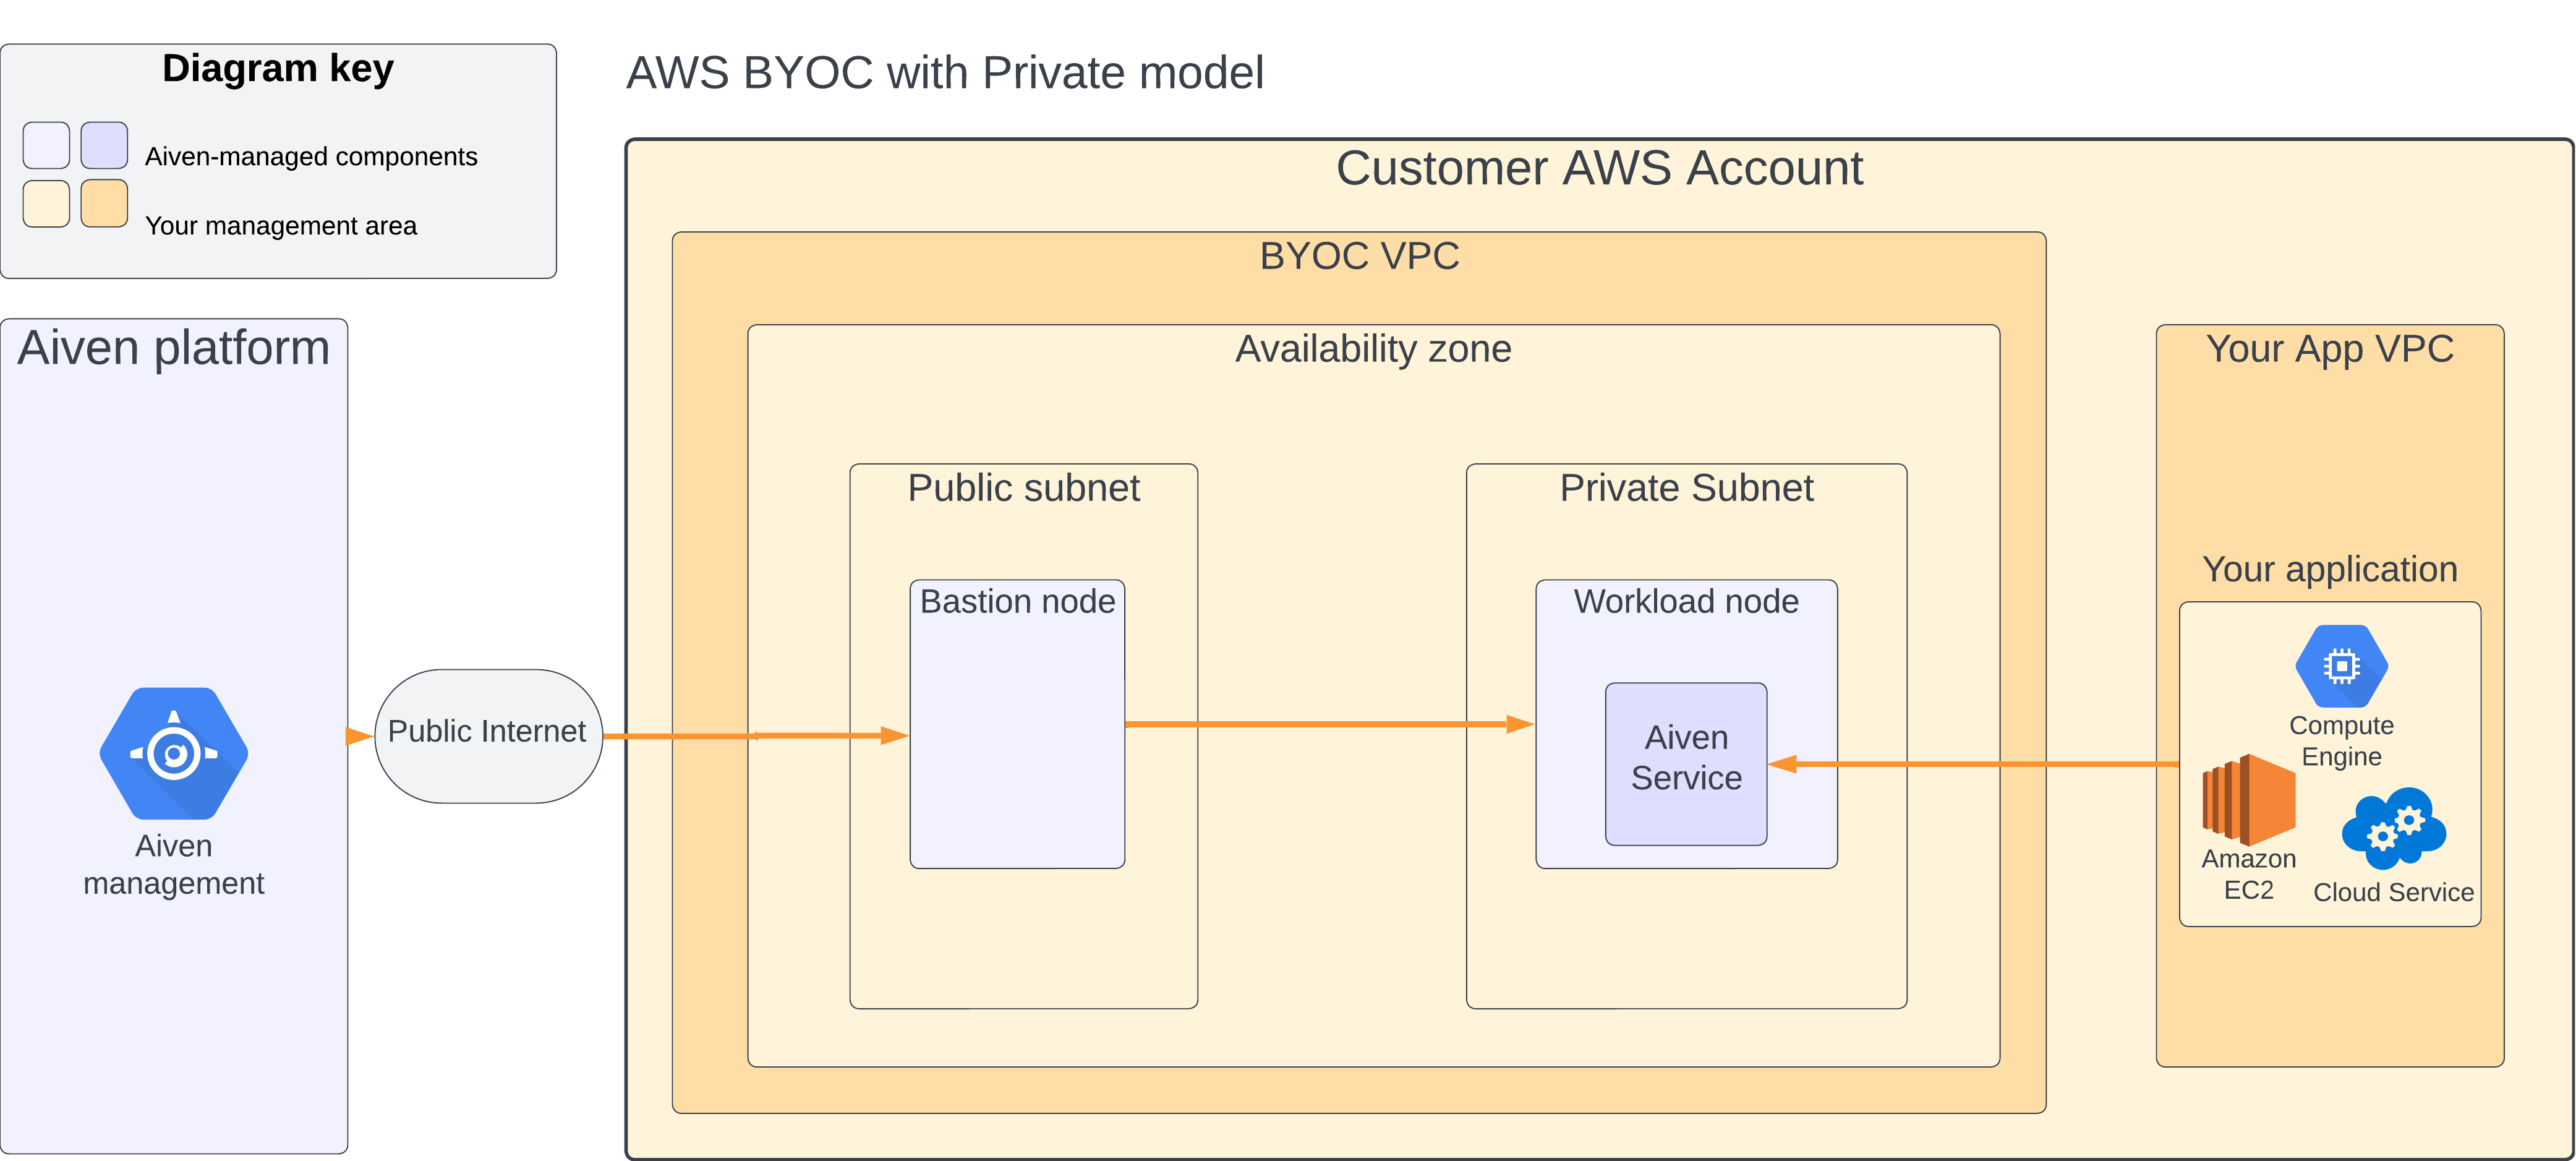 Diagram key
Aiven-managed components
Your management area
AWS BYOC with Private model
Customer AWS Account
BYOC VPC
Availability zone
Aiven platform
Aiven
management
Public Internet
Public subnet
Bastion node
Private Subnet
Workload node
Aiven
Service
Your App VPC
Your application
Compute
Engine
Amazon
EC2
Cloud Service